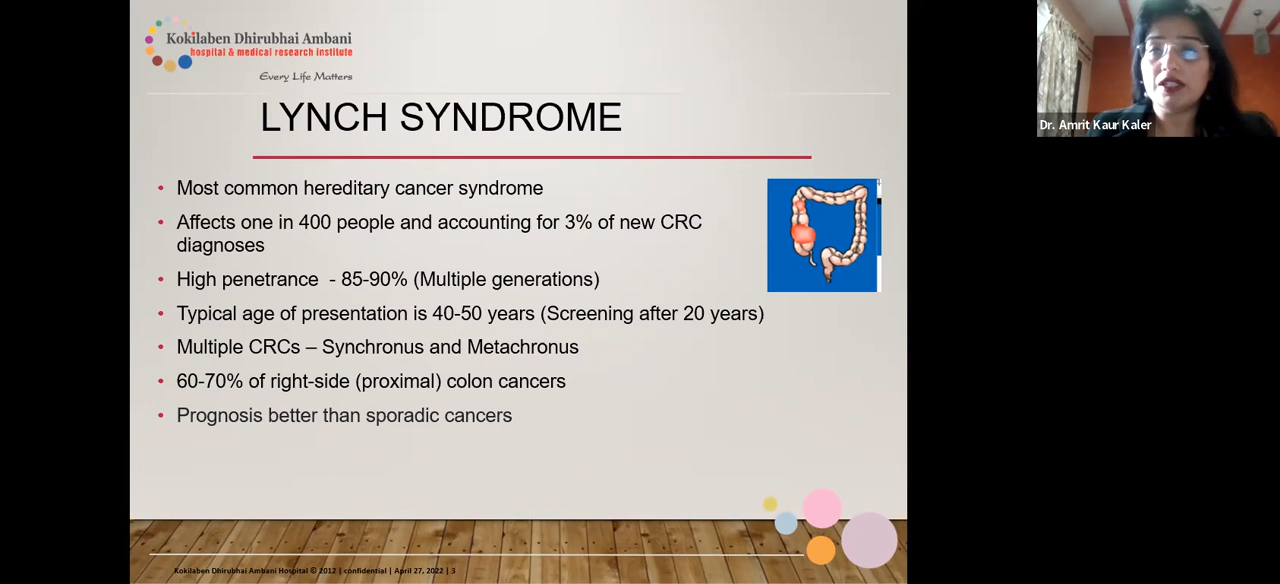 Kokilaben Dhirubhai Ambani
hospital & medical research institute
Every Life Matters
LYNCH SYNDROME
• Most common hereditary cancer syndrome
• Affects one in 400 people and accounting for 3% of new CRC
diagnoses
• High penetrance - 85-90% (Multiple generations)
• Typical age of presentation is 40-50 years (Screening after 20 years)
• Multiple CRCs – Synchronus and Metachronus
• 60-70% of right-side (proximal) colon cancers
• Prognosis better than sporadic cancers
Kokilaben Dhirubhai Ambani Hospital © 2012 | confidential | April 27, 2022 | 3
Dr. Amrit Kaur Kaler